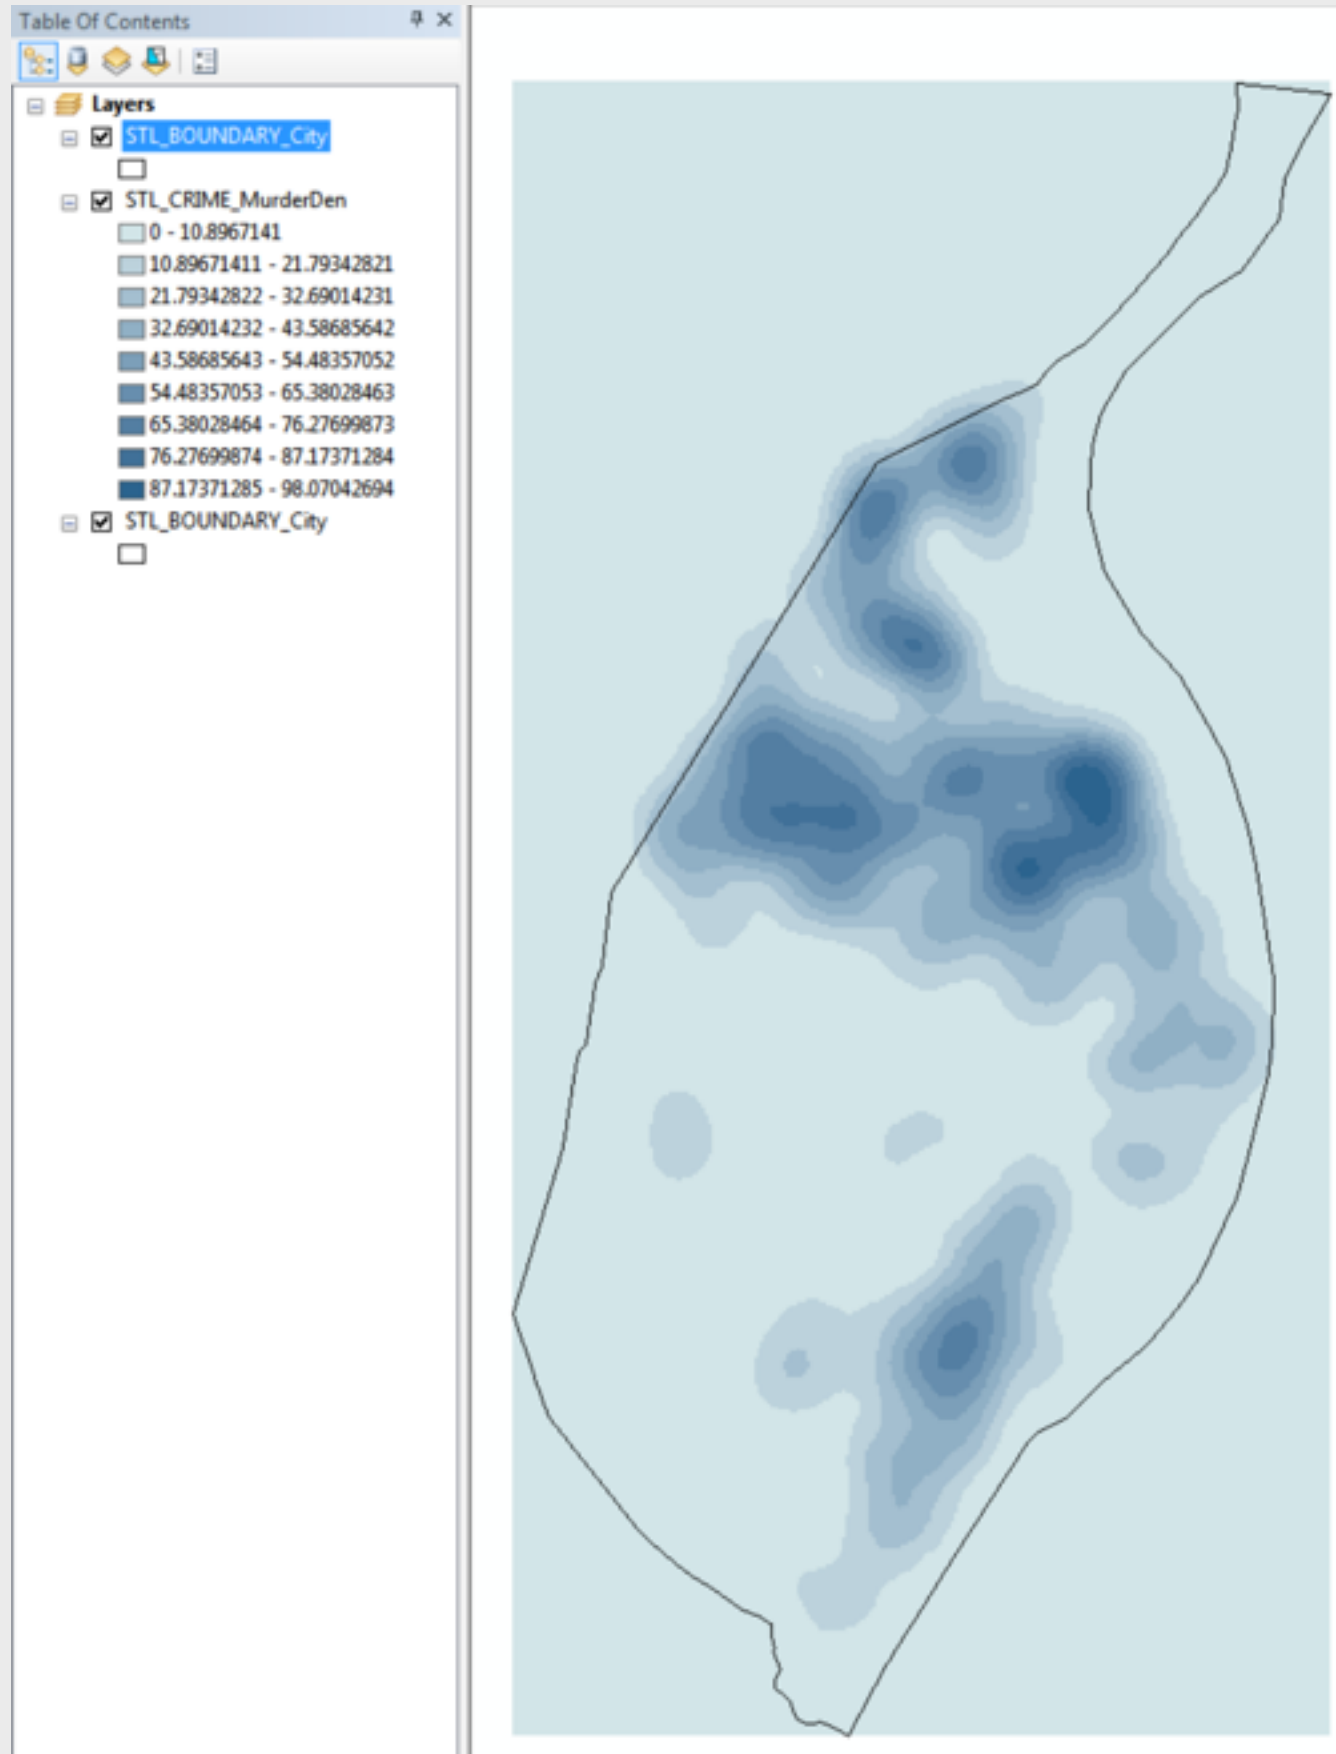 Table Of Contents
Layers
STL_BOUNDARY_City
STL_CRIME_MurderDen
0 - 10.8967141
10.89671411 - 21.79342821
21.79342822 - 32.69014231
32.69014232 - 43.58685642
43.58685643 - 54.48357052
54.48357053 - 65.38028463
65.38028464 - 76.27699873
76.27699874 - 87.17371284
87.17371285 - 98.07042694
STL_BOUNDARY_City